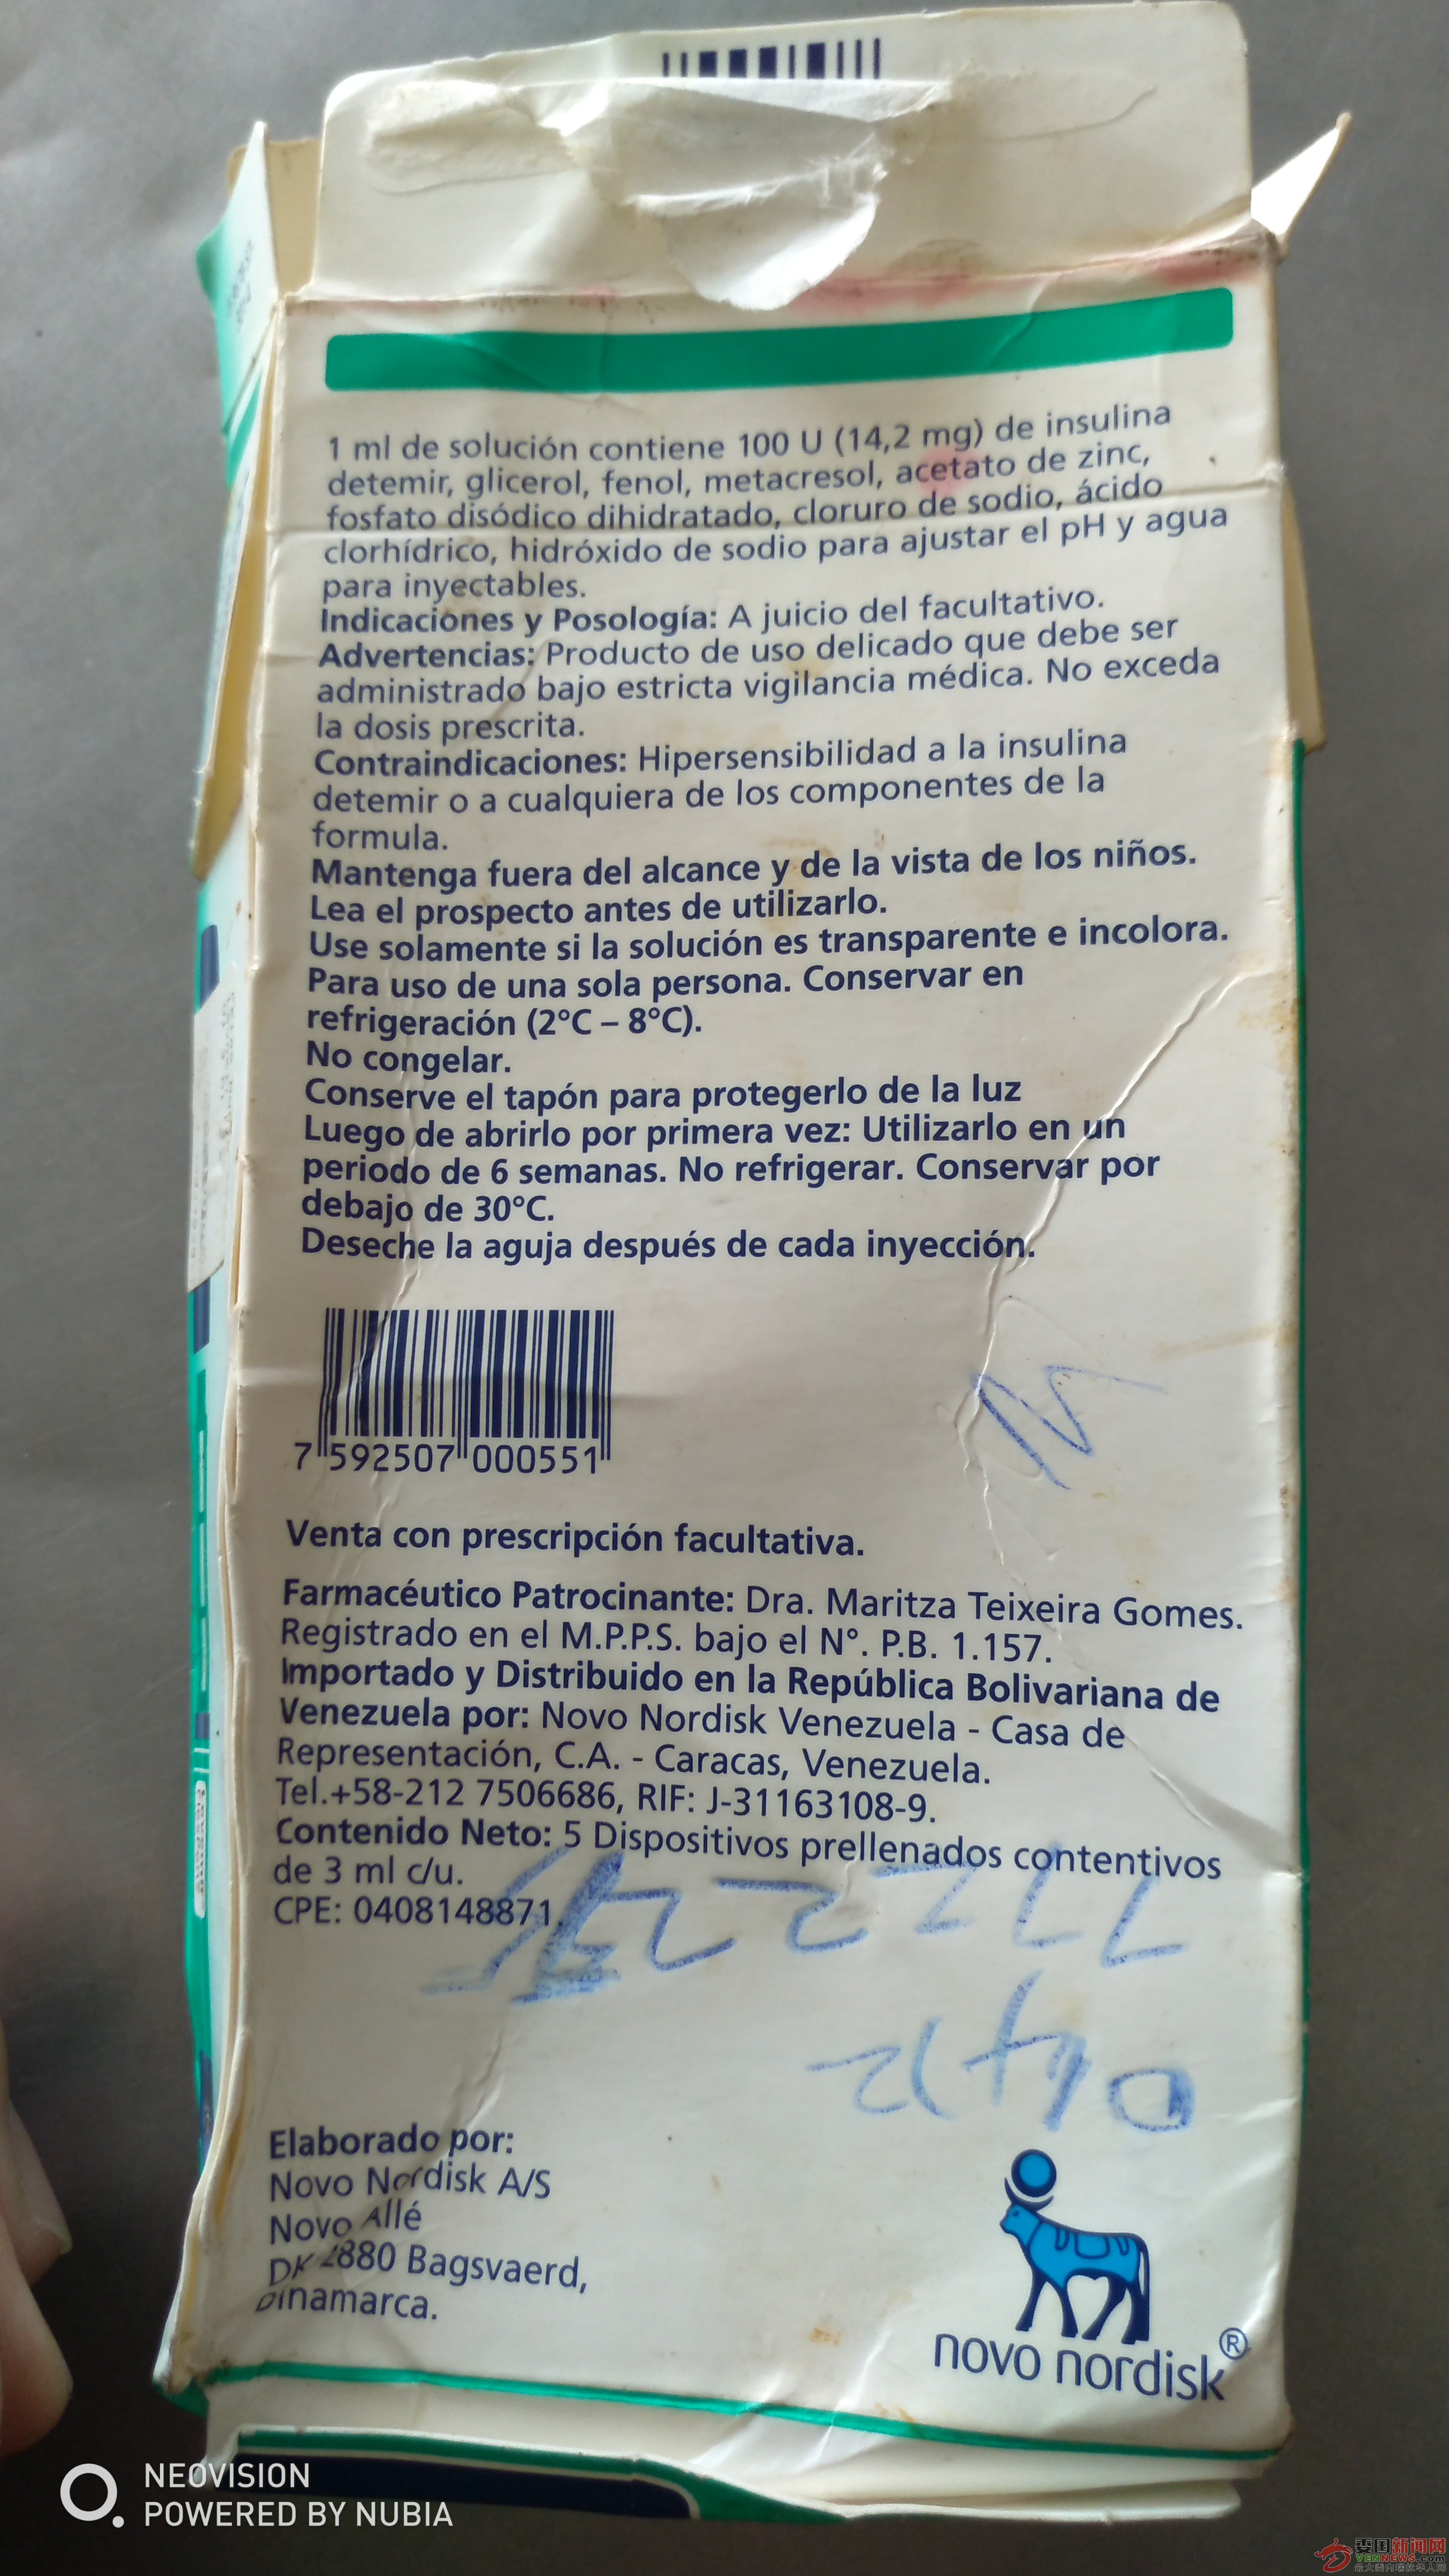 1 ml de solución contiene 100 U (14,2 mg) de insulina
detemir, glicerol, fenol, metacresol, acetato de zinc,
fosfato disódico dihidratado, cloruro de sodio, ácido
clorhídrico, hidróxido de sodio para ajustar el pH y agua
para inyectables.
Indicaciones y Posología: A juicio del facultativo.
Advertencias: Producto de uso delicado que debe ser
administrado bajo estricta vigilancia médica. No exceda
la dosis prescrita.
Contraindicaciones: Hipersensibilidad a la insulina
detemir o a cualquiera de los componentes de la
formula.
Mantenga fuera del alcance y de la vista de los niños.
Lea el prospecto antes de utilizarlo.
Use solamente si la solución es transparente e incolora.
Para uso de una sola persona. Conservar en
refrigeración (2°C – 8°C).
No congelar.
Conserve el tapón para protegerlo de la luz
Luego de abrirlo por primera vez: Utilizarlo en un
periodo de 6 semanas. No refrigerar. Conservar por
debajo de 30°C.
Deseche la aguja después de cada inyección.
7 592507 000551
Venta con prescripción facultativa.
Farmacéutico Patrocinante: Dra. Maritza Teixeira Gomes.
Registrado en el M.P.P.S. bajo el N°. P.B. 1.157.
Importado y Distribuido en la República Bolivariana de
Venezuela por: Novo Nordisk Venezuela - Casa de
Representación, C.A. - Caracas, Venezuela.
Tel.+58-212 7506686, RIF: J-31163108-9.
Contenido Neto: 5 Dispositivos prellenados contentivos
de 3 ml c/u.
CPE: 0408148871
Elaborado por:
Novo Nordisk A/S
Novo Allé
DK 2880 Bagsvaerd,
Dinamarca.
novo nordisk®
NEOVISION
POWERED BY NUBIA
委国新闻网
VENNEWS.com